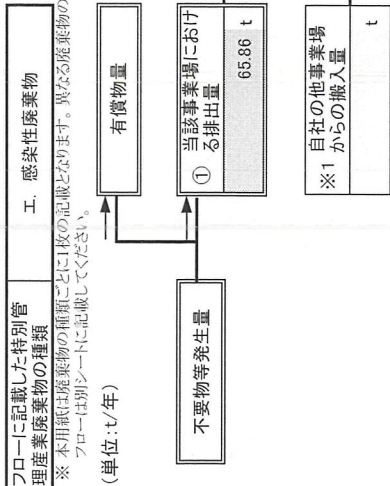 フローに記載した特別管
理産業廃棄物の種類
エ. 感染性廃棄物
※ 本用紙は廃棄物の種類ごとに1枚の記載となります。異なる廃棄物の
フローは別シートに記載してください。
(単位:t/年)
有償物量
不要物等発生量
① 当該事業場におけ
る排出量
65.86 t
自社の他事業場
※1 からの搬入量
t